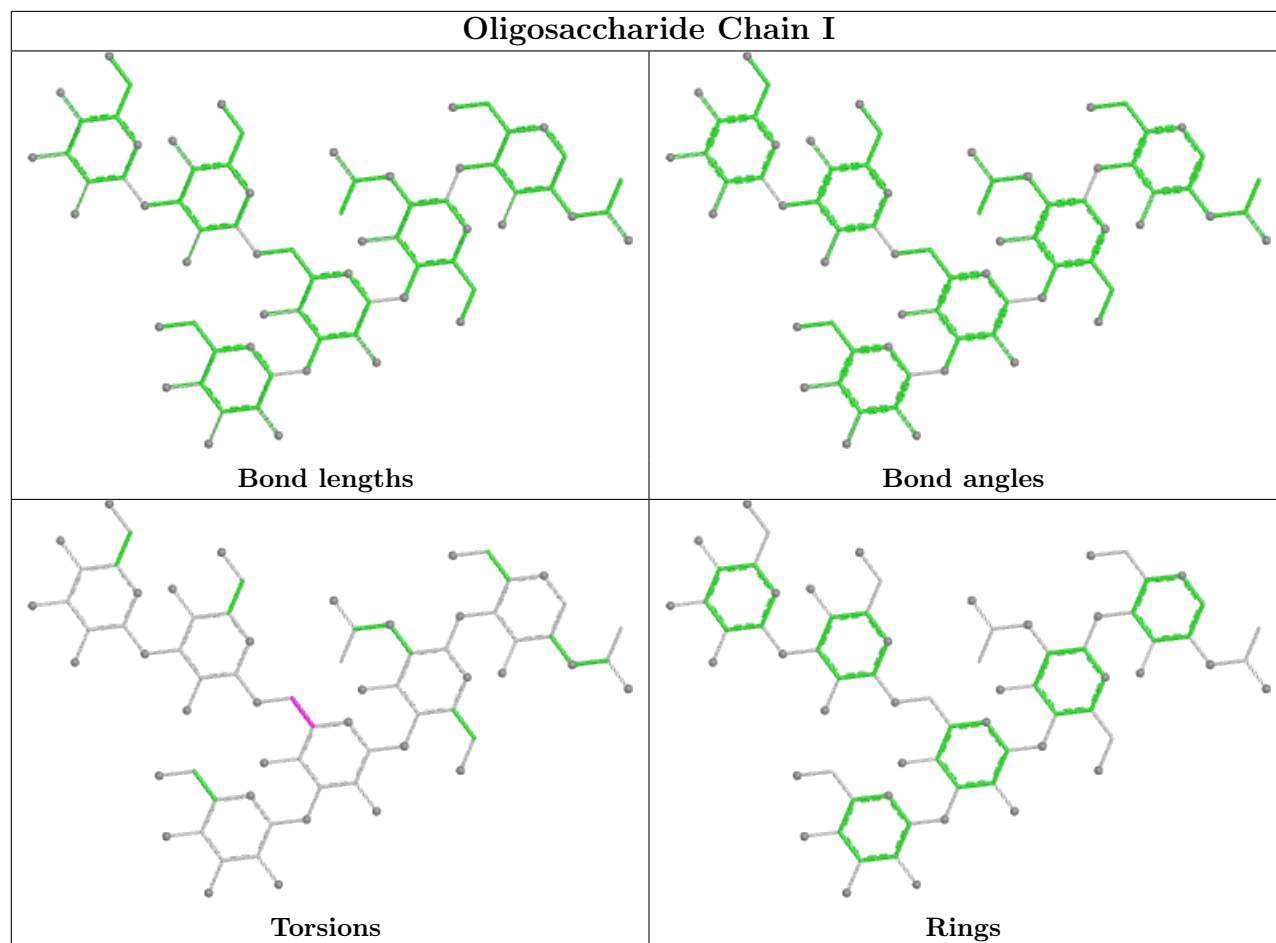 Oligosaccharide Chain I
Bond lengths
Bond angles
Torsions
Rings